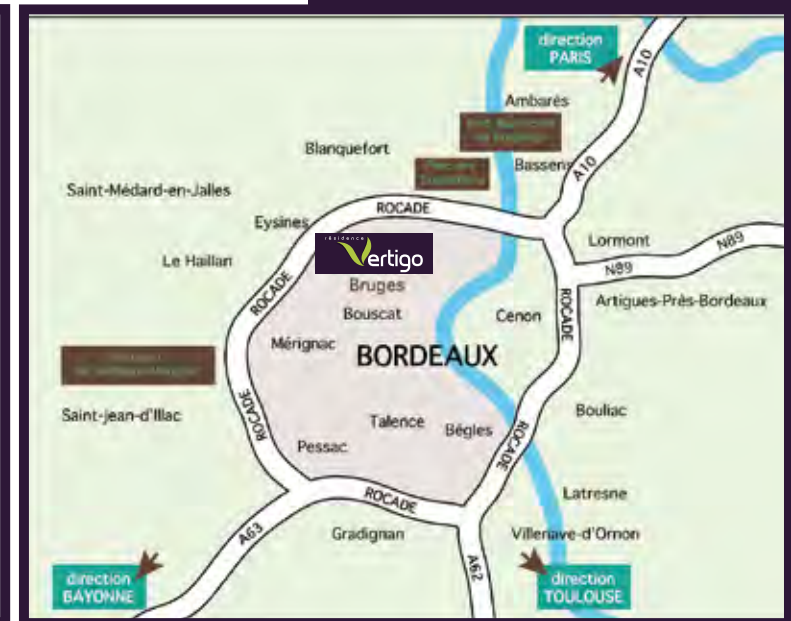 direction
PARIS
A10
Ambarès
Blanquefort
Bassens
A10
Saint-Médard-en-Jalles
ROCADE
Eysines
résidence
Vertigo
Lormont
N89
N89
Le Haillan
ROCADE
Bruges
Bouscat
Cenon
ROCADE
Artigues-Près-Bordeaux
Mérignac
BORDEAUX
Saint-jean-d'Illac
ROCADE
Talence
Bégles
ROCADE
Bouliac
Pessac
ROCADE
Latresne
A63
Gradignan
Villenave-d'Ornon
A62
direction
BAYONNE
direction
TOULOUSE